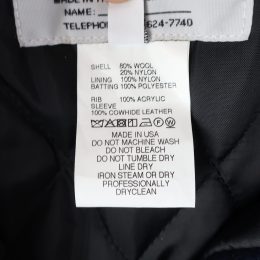 NAME:
TELEPHO 624-7740
SHELL 80% WOOL
20% NYLON
LINING 100% NYLON
BATTING 100% POLYESTER
RIB 100% ACRYLIC
SLEEVE
100% COWHIDE LEATHER
MADE IN USA
DO NOT MACHINE WASH
DO NOT BLEACH
DO NOT TUMBLE DRY
LINE DRY
IRON STEAM OR DRY
PROFESSIONALLY
DRYCLEAN